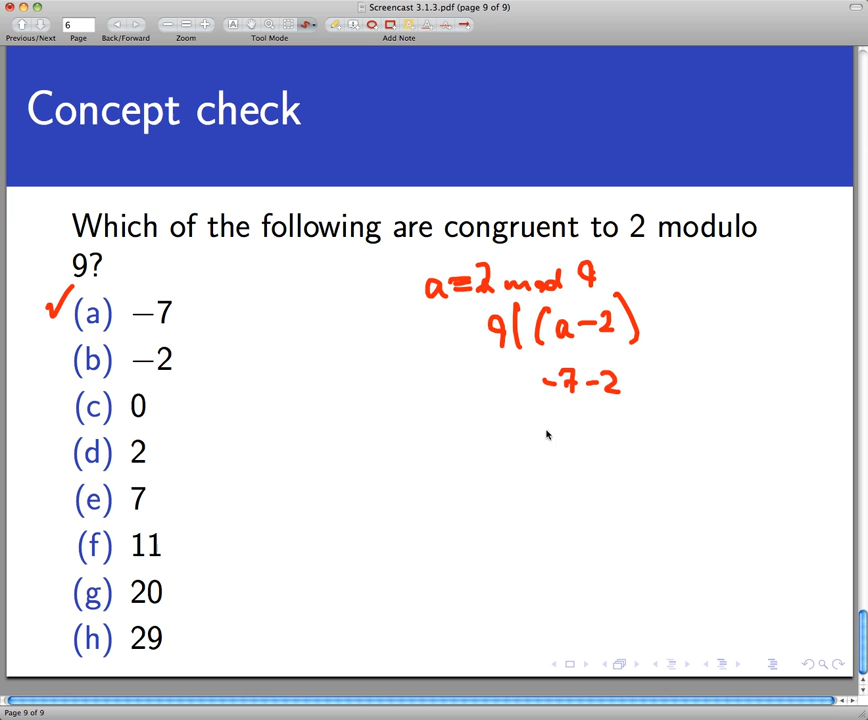 Screencast 3.1.3.pdf (page 9 of 9)
6
Previous/Next Page Back/Forward Zoom Tool Mode Add Note
Concept check
Which of the following are congruent to 2 modulo
9?
a≡2 mod 9
(a) −7
9|(a−2)
(b) −2
-7-2
(c) 0
(d) 2
(e) 7
(f) 11
(g) 20
(h) 29
Page 9 of 9